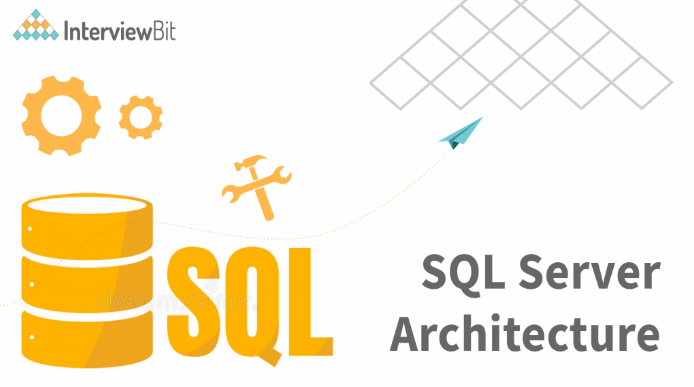 InterviewBit
SQL
SQL Server
Architecture